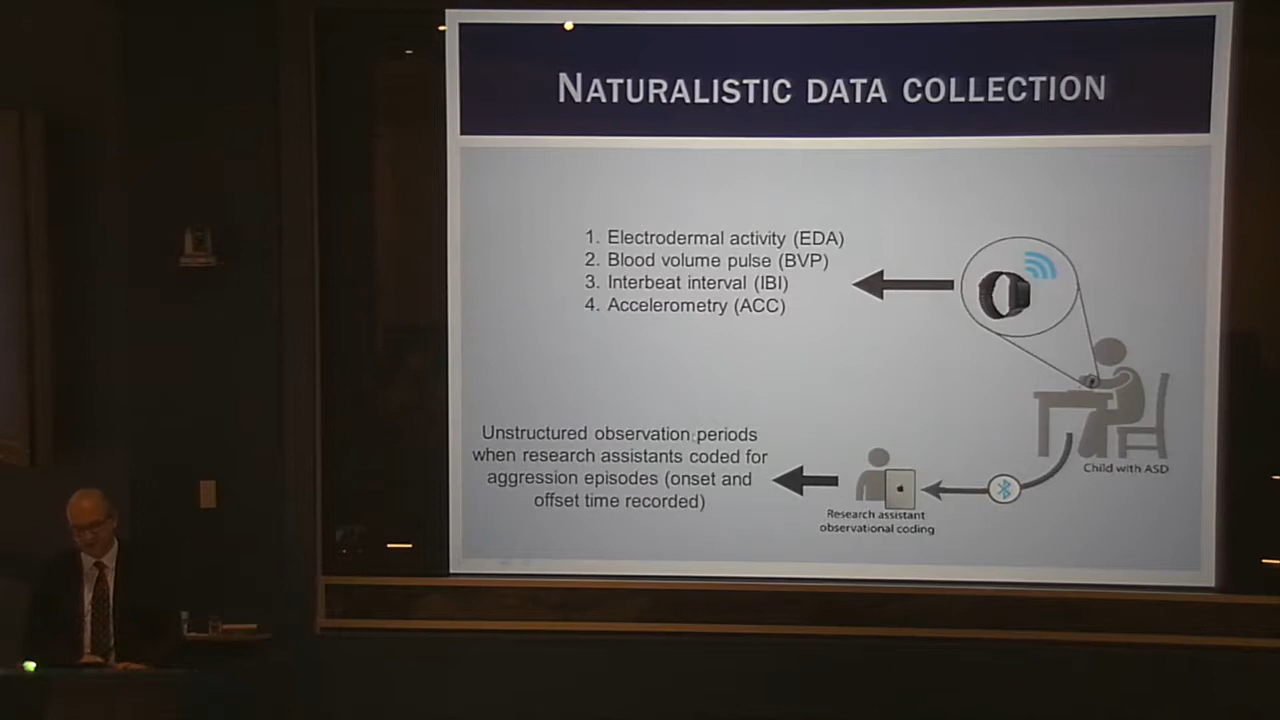 NATURALISTIC DATA COLLECTION
1. Electrodermal activity (EDA)
2. Blood volume pulse (BVP)
3. Interbeat interval (IBI)
4. Accelerometry (ACC)
Child with ASD
Unstructured observation periods
when research assistants coded for
aggression episodes (onset and
offset time recorded)
Research assistant
observational coding